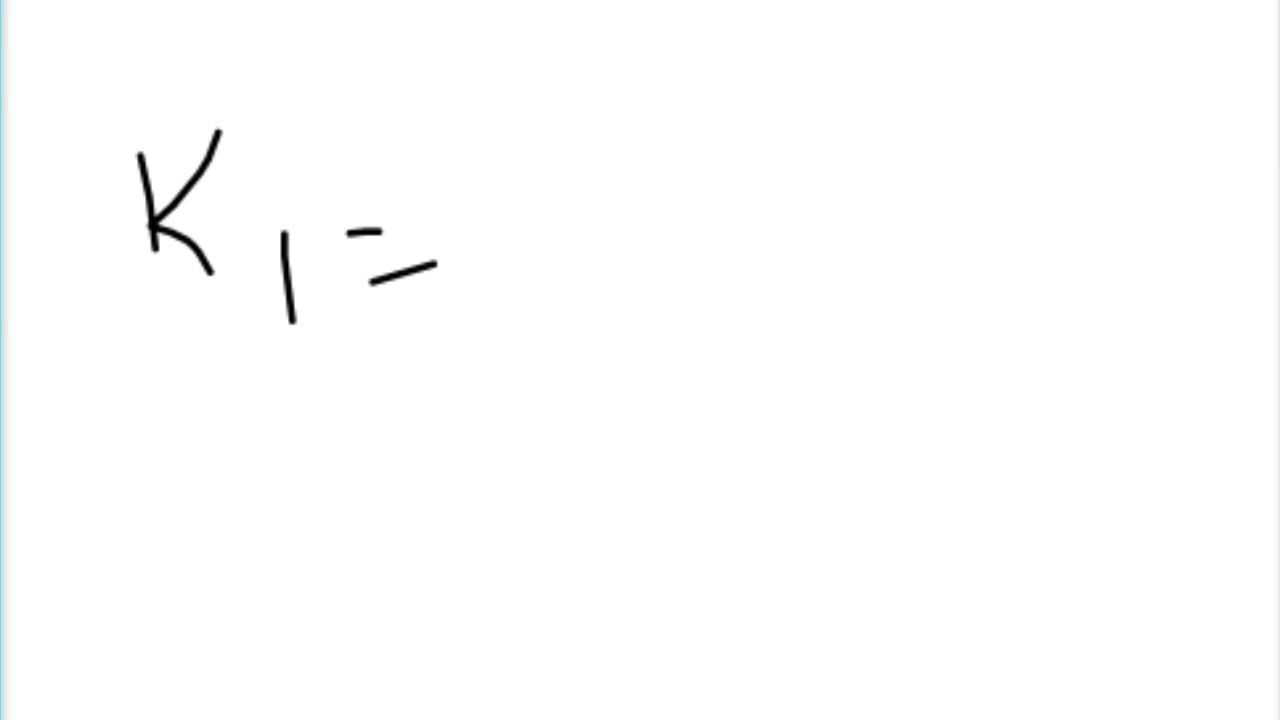 K₁ =